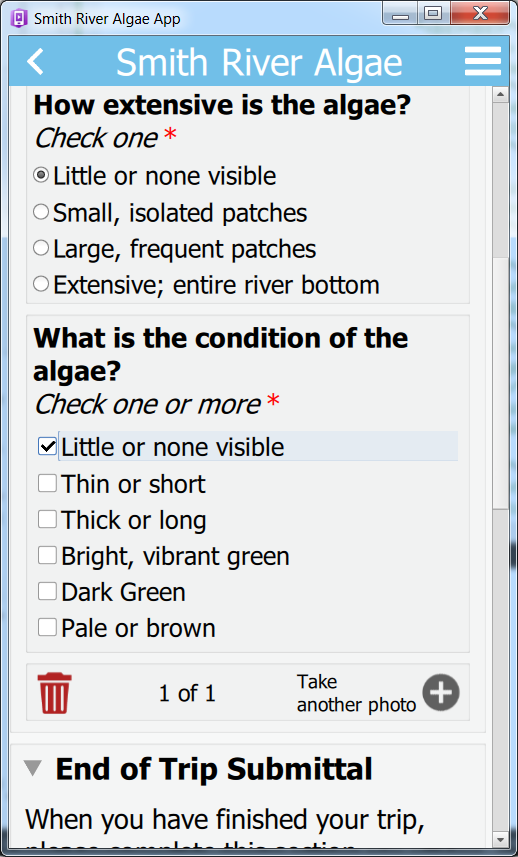 Smith River Algae App
Smith River Algae
How extensive is the algae?
Check one *
Little or none visible
Small, isolated patches
Large, frequent patches
Extensive; entire river bottom
What is the condition of the
algae?
Check one or more *
Little or none visible
Thin or short
Thick or long
Bright, vibrant green
Dark Green
Pale or brown
1 of 1
Take
another photo
End of Trip Submittal
When you have finished your trip,
please complete this section